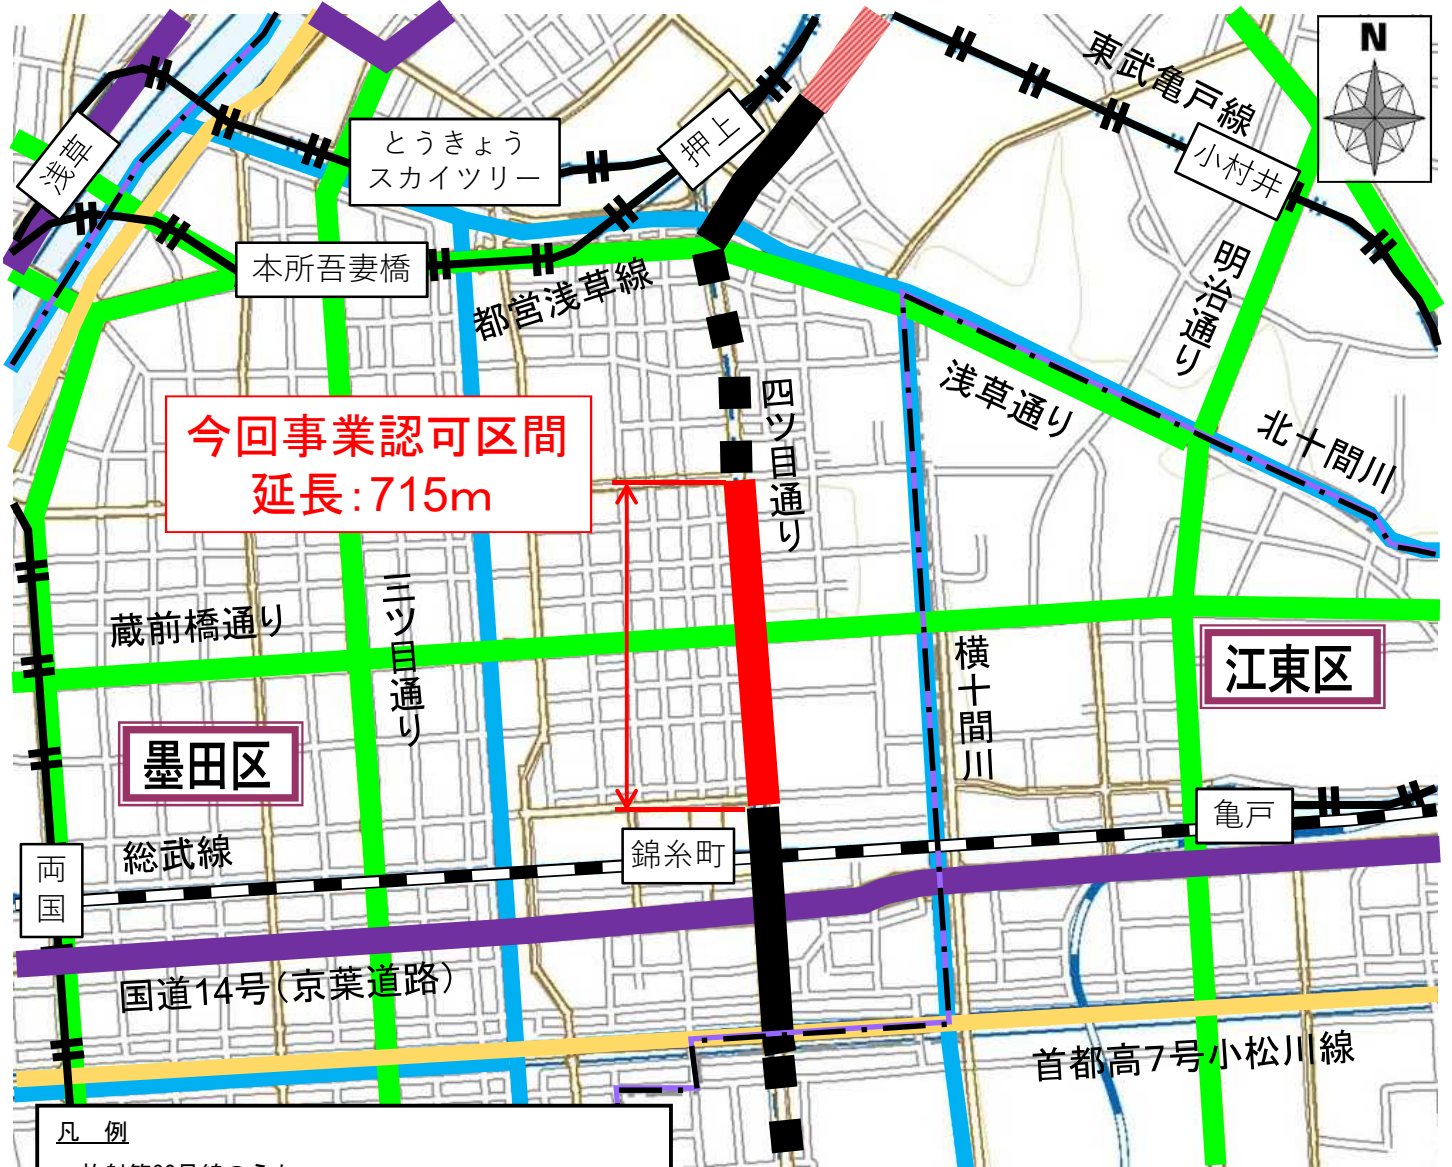 N
東武亀戸線
とうきょう
スカイツリー
押上
浅草
小村井
本所吾妻橋
都営浅草線
明治通り
四ツ目通り
浅草通り
北十間川
今回事業認可区間
延長:715m
蔵前橋通り
三ツ目通り
横十間川
江東区
墨田区
亀戸
総武線
錦糸町
両国
国道14号(京葉道路)
首都高7号小松川線
凡 例